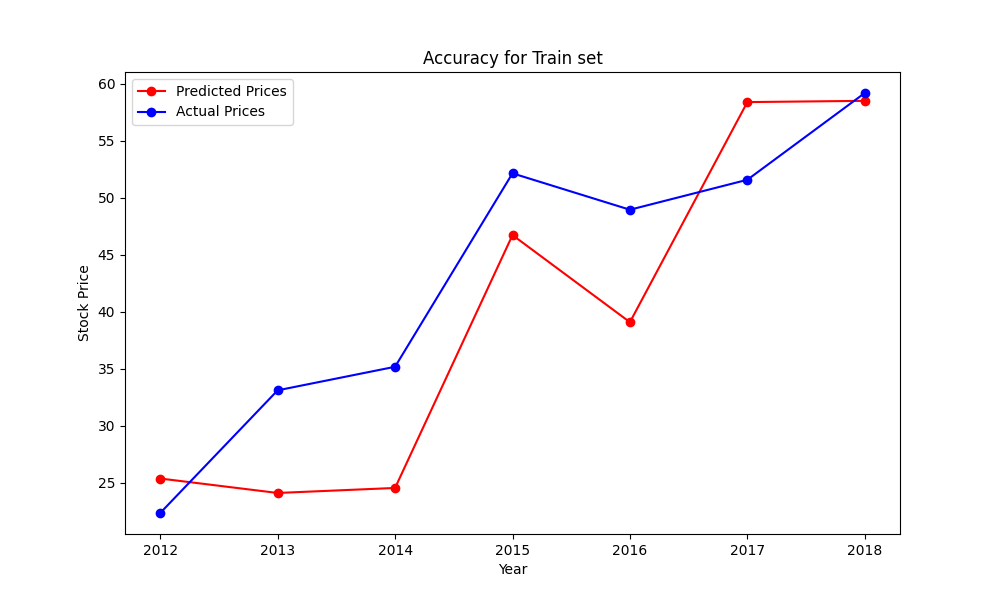 Accuracy for Train set
Predicted Prices
Actual Prices
60
55
50
45
40
35
30
25
Stock Price
2012 2013 2014 2015 2016 2017 2018
Year